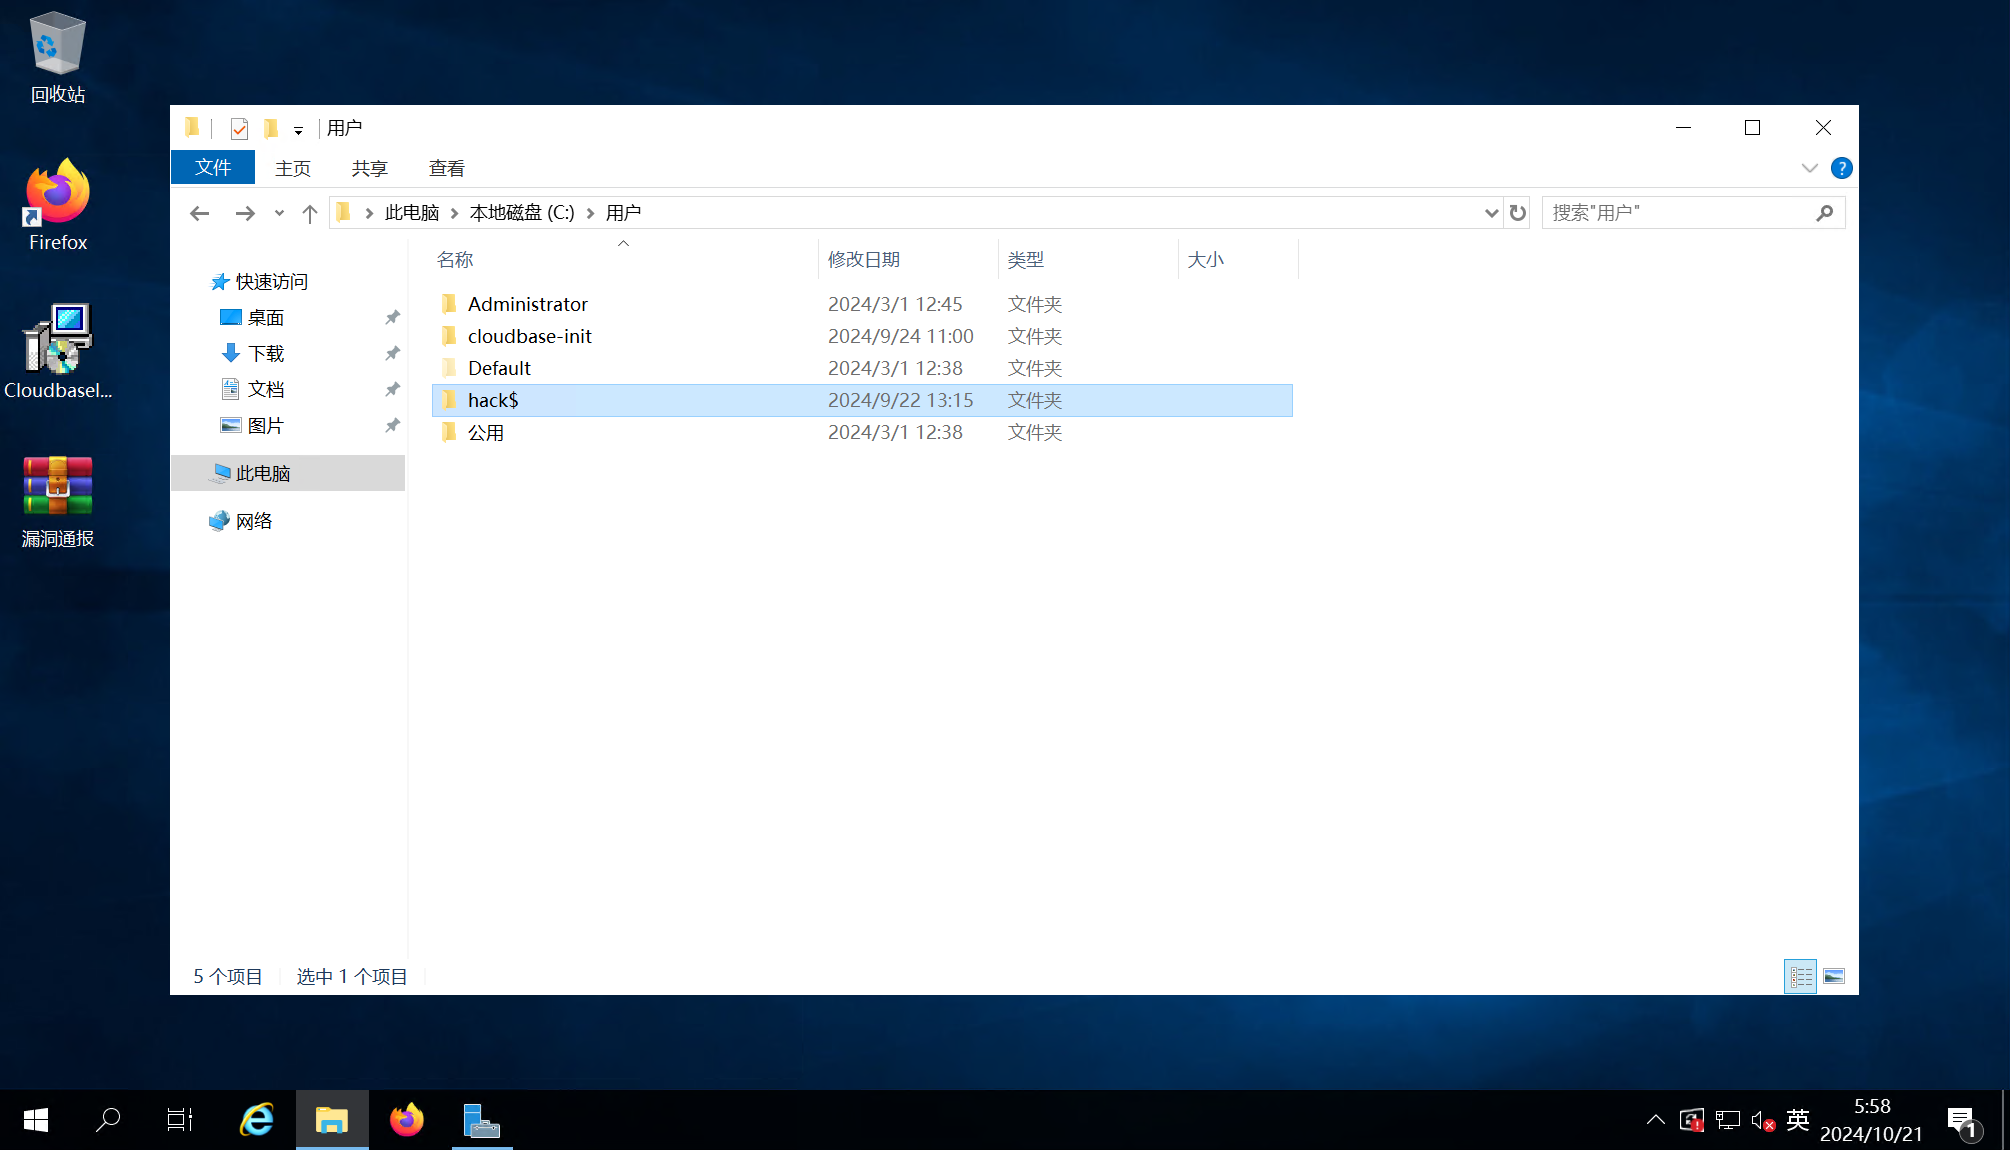 回收站
Firefox
Cloudbasel...
漏洞通报
用户
文件 主页 共享 查看
此电脑 本地磁盘 (C:) 用户
搜索"用户"
快速访问
桌面
下载
文档
图片
此电脑
网络
名称 修改日期 类型 大小
Administrator 2024/3/1 12:45 文件夹
cloudbase-init 2024/9/24 11:00 文件夹
Default 2024/3/1 12:38 文件夹
hack$ 2024/9/22 13:15 文件夹
公用 2024/3/1 12:38 文件夹
5 个项目 选中 1 个项目
英
5:58
2024/10/21
1